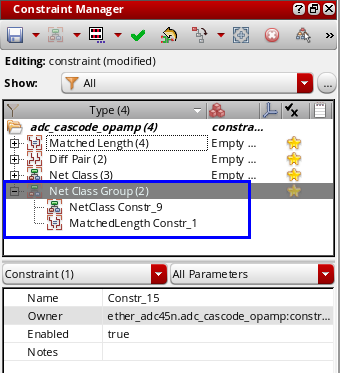 Constraint Manager
Editing: constraint (modified)
Show: All ...
Type (4)
adc_cascode_opamp (4) constra...
Matched Length (4) Empty ...
Diff Pair (2) Empty ...
Net Class (3) Empty ...
Net Class Group (2)
NetClass Constr_9
MatchedLength Constr_1
Constraint (1) All Parameters
Name Constr_15
Owner ether_adc45n.adc_cascode_opamp:constr...
Enabled true
Notes